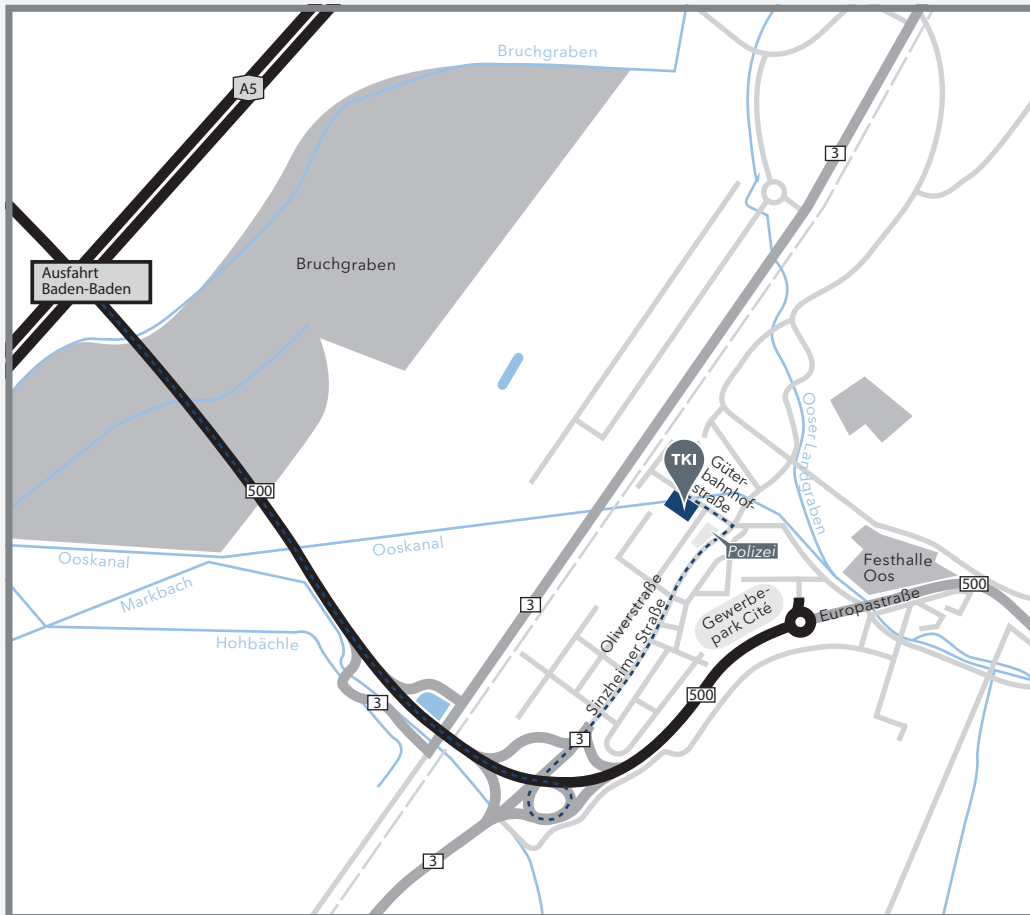 Bruchgraben
A5
3
Ausfahrt
Baden-Baden
Bruchgraben
Ooser Landgraben
TKI
Güter-
bahnhof-
straße
500
Ooskanal
Ooskanal
Polizei
Festhalle
Oos
500
Markbach
3
Oliverstraße
Sinzheimer Straße
Gewerbe-
park Cité
Europastraße
Hohbächle
3
500
3
3